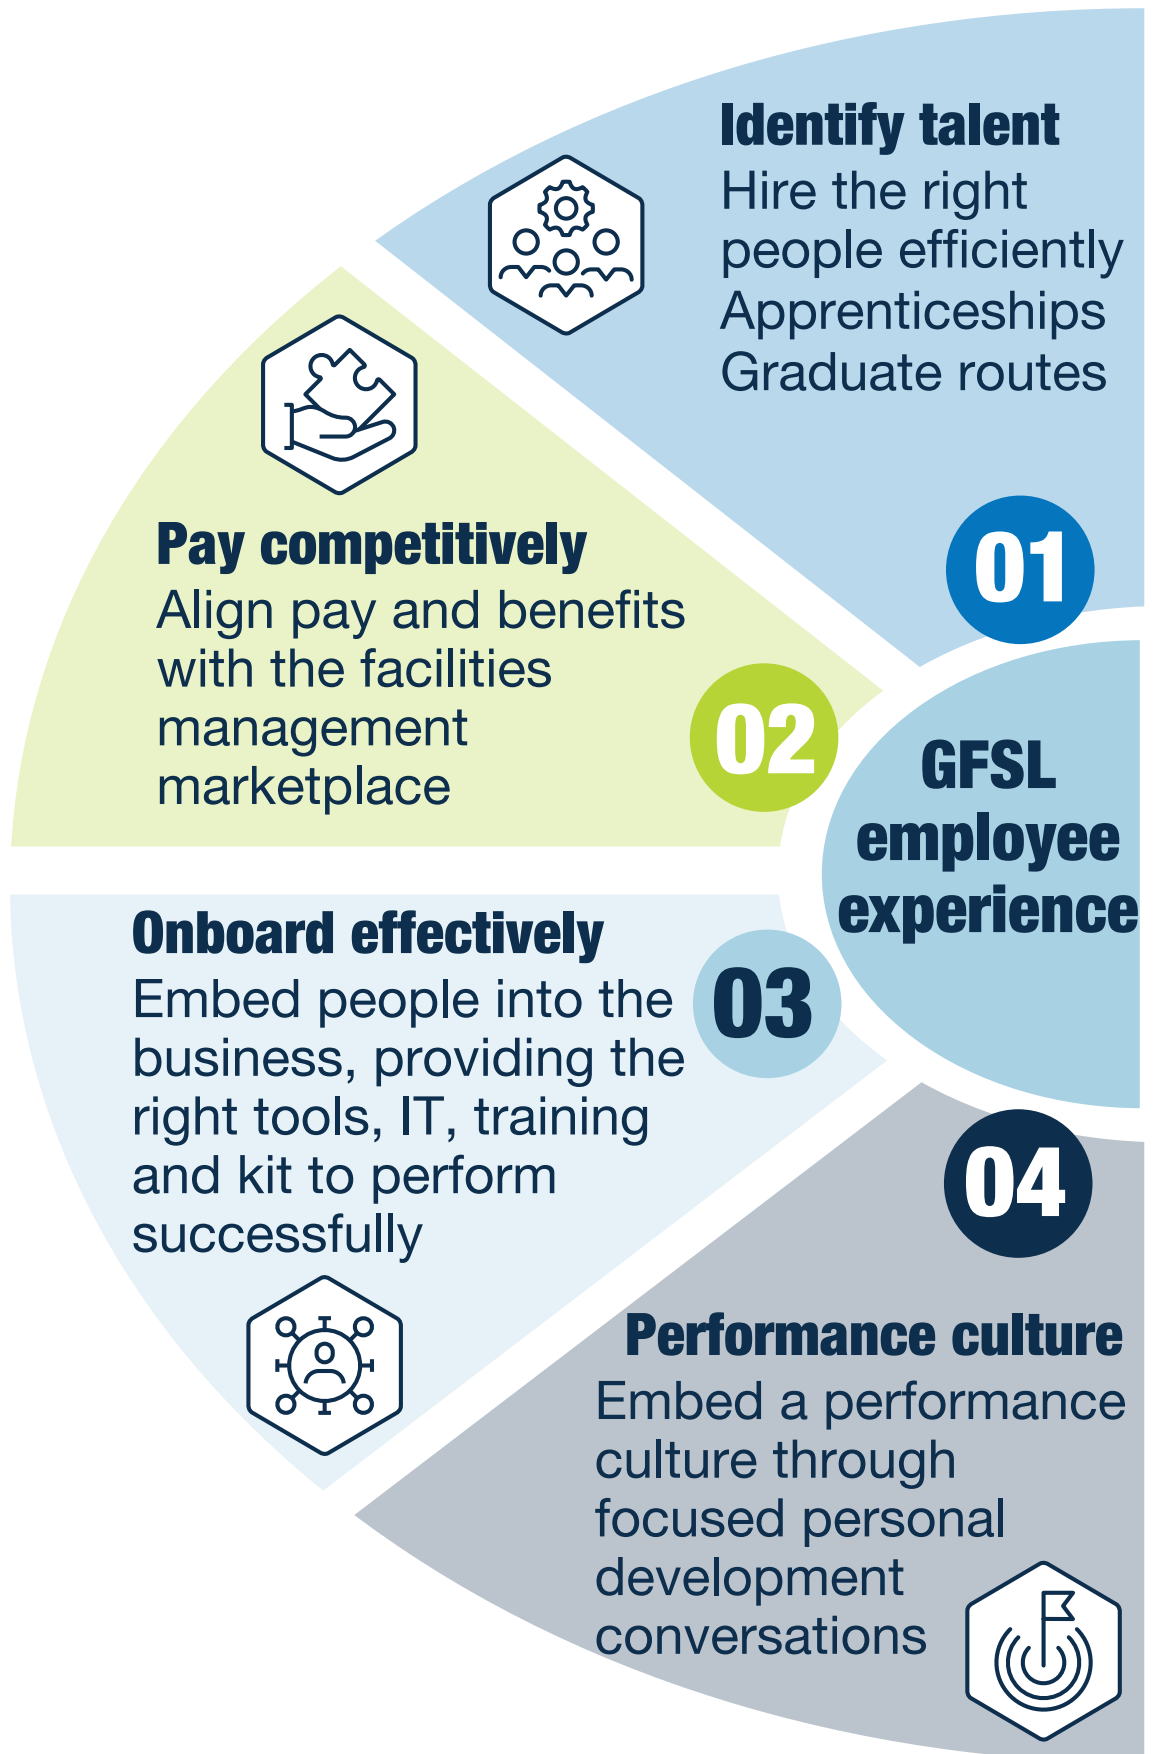 Identify talent
Hire the right
people efficiently
Apprenticeships
Graduate routes
01
Pay competitively
Align pay and benefits
with the facilities
management
marketplace
02
GFSL
employee
experience
Onboard effectively
Embed people into the
business, providing the
right tools, IT, training
and kit to perform
successfully
03
04
Performance culture
Embed a performance
culture through
focused personal
development
conversations